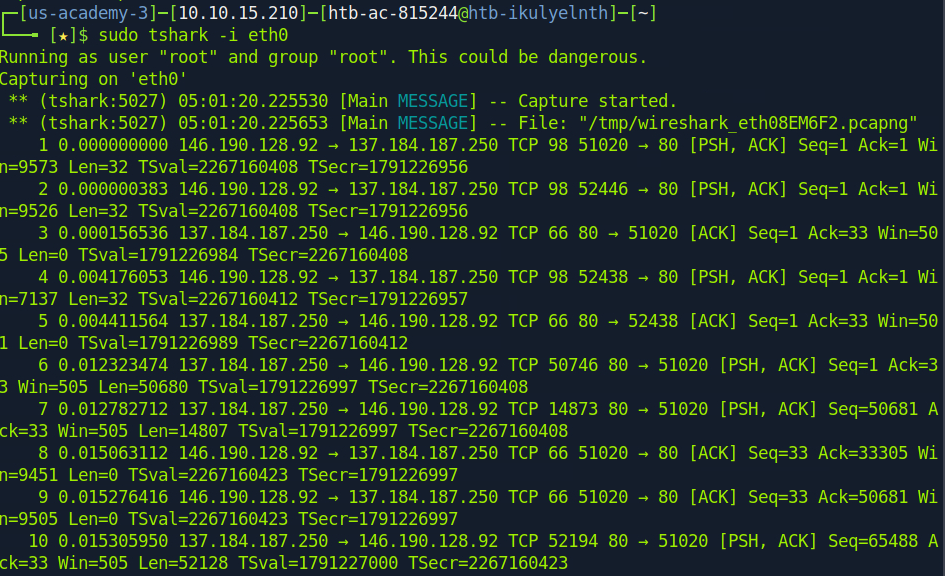 ┌─[us-academy-3]─[10.10.15.210]─[htb-ac-815244@htb-ikulyelnth]─[~]
└──╼ [★]$ sudo tshark -i eth0
Running as user "root" and group "root". This could be dangerous.
Capturing on 'eth0'
 ** (tshark:5027) 05:01:20.225530 [Main MESSAGE] -- Capture started.
 ** (tshark:5027) 05:01:20.225653 [Main MESSAGE] -- File: "/tmp/wireshark_eth08EM6F2.pcapng"
    1 0.000000000 146.190.128.92 → 137.184.187.250 TCP 98 51020 → 80 [PSH, ACK] Seq=1 Ack=1 Wi
n=9573 Len=32 TSval=2267160408 TSecr=1791226956
    2 0.000000383 146.190.128.92 → 137.184.187.250 TCP 98 52446 → 80 [PSH, ACK] Seq=1 Ack=1 Wi
n=9526 Len=32 TSval=2267160408 TSecr=1791226956
    3 0.000156536 137.184.187.250 → 146.190.128.92 TCP 66 80 → 51020 [ACK] Seq=1 Ack=33 Win=50
5 Len=0 TSval=1791226984 TSecr=2267160408
    4 0.004176053 146.190.128.92 → 137.184.187.250 TCP 98 52438 → 80 [PSH, ACK] Seq=1 Ack=1 Wi
n=7137 Len=32 TSval=2267160412 TSecr=1791226957
    5 0.004411564 137.184.187.250 → 146.190.128.92 TCP 66 80 → 52438 [ACK] Seq=1 Ack=33 Win=50
1 Len=0 TSval=1791226989 TSecr=2267160412
    6 0.012323474 137.184.187.250 → 146.190.128.92 TCP 50746 80 → 51020 [PSH, ACK] Seq=1 Ack=3
3 Win=505 Len=50680 TSval=1791226997 TSecr=2267160408
    7 0.012782712 137.184.187.250 → 146.190.128.92 TCP 14873 80 → 51020 [PSH, ACK] Seq=50681 A
ck=33 Win=505 Len=14807 TSval=1791226997 TSecr=2267160408
    8 0.015063112 146.190.128.92 → 137.184.187.250 TCP 66 51020 → 80 [ACK] Seq=33 Ack=33305 Wi
n=9451 Len=0 TSval=2267160423 TSecr=1791226997
    9 0.015276416 146.190.128.92 → 137.184.187.250 TCP 66 51020 → 80 [ACK] Seq=33 Ack=50681 Wi
n=9505 Len=0 TSval=2267160423 TSecr=1791226997
   10 0.015305950 137.184.187.250 → 146.190.128.92 TCP 52194 80 → 51020 [PSH, ACK] Seq=65488 A
ck=33 Win=505 Len=52128 TSval=1791227000 TSecr=2267160423